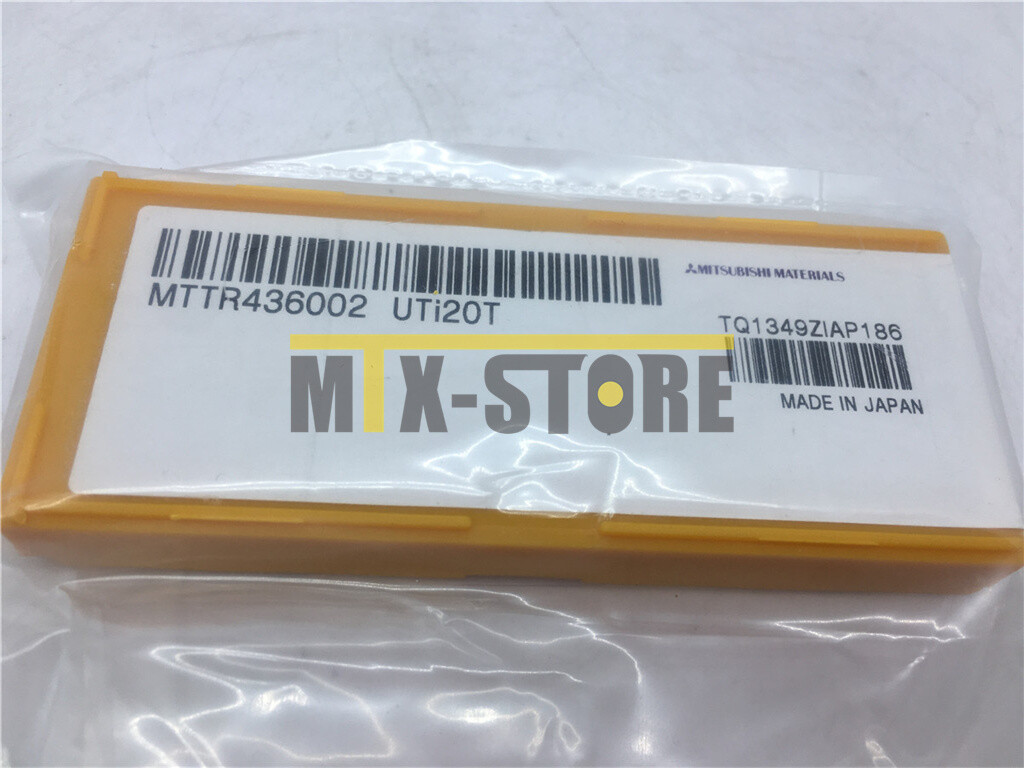 MITSUBISHI MATERIALS
MTTR436002 UTi20T
TQ1349ZIAP186
MTX-STORE
MADE IN JAPAN